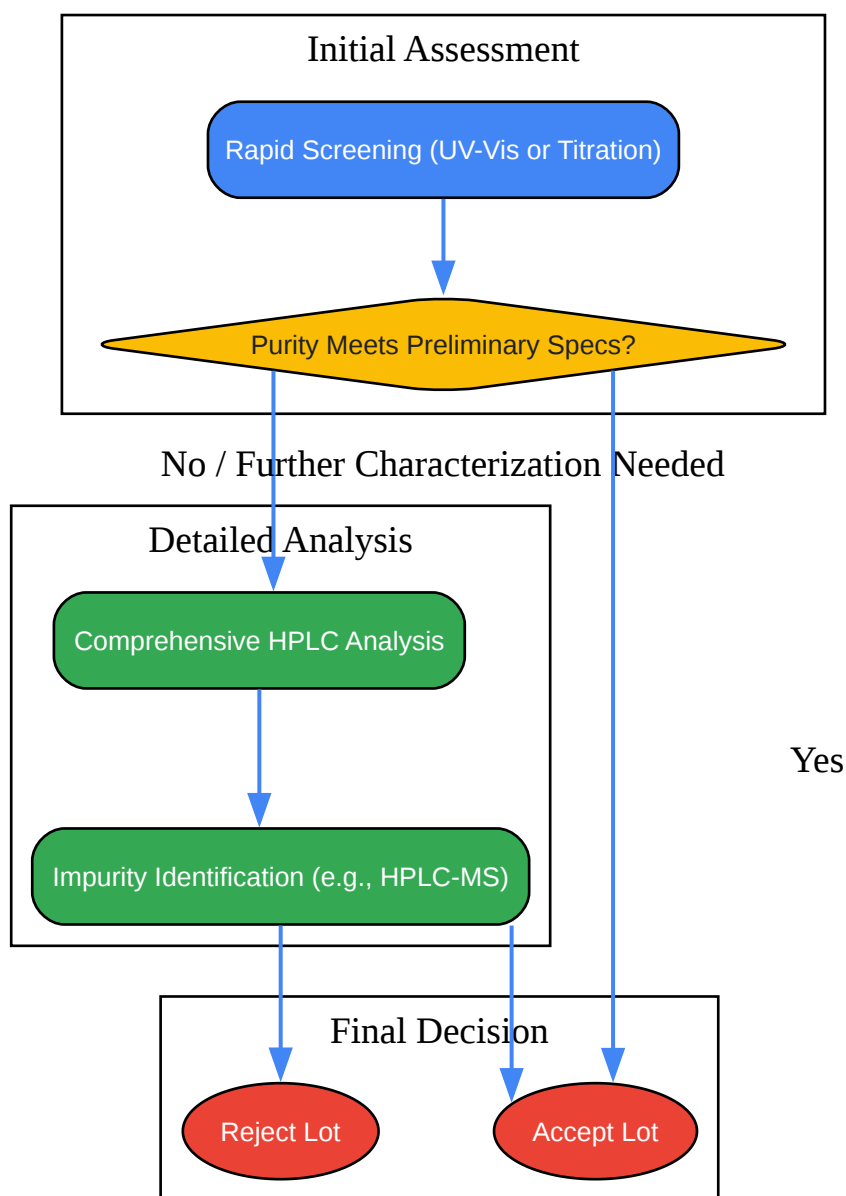 Initial Assessment
Rapid Screening (UV-Vis or Titration)
Purity Meets Preliminary Specs?
No / Further Characterization Needed
Detailed Analysis
Comprehensive HPLC Analysis
Yes
Impurity Identification (e.g., HPLC-MS)
Final Decision
Reject Lot
Accept Lot